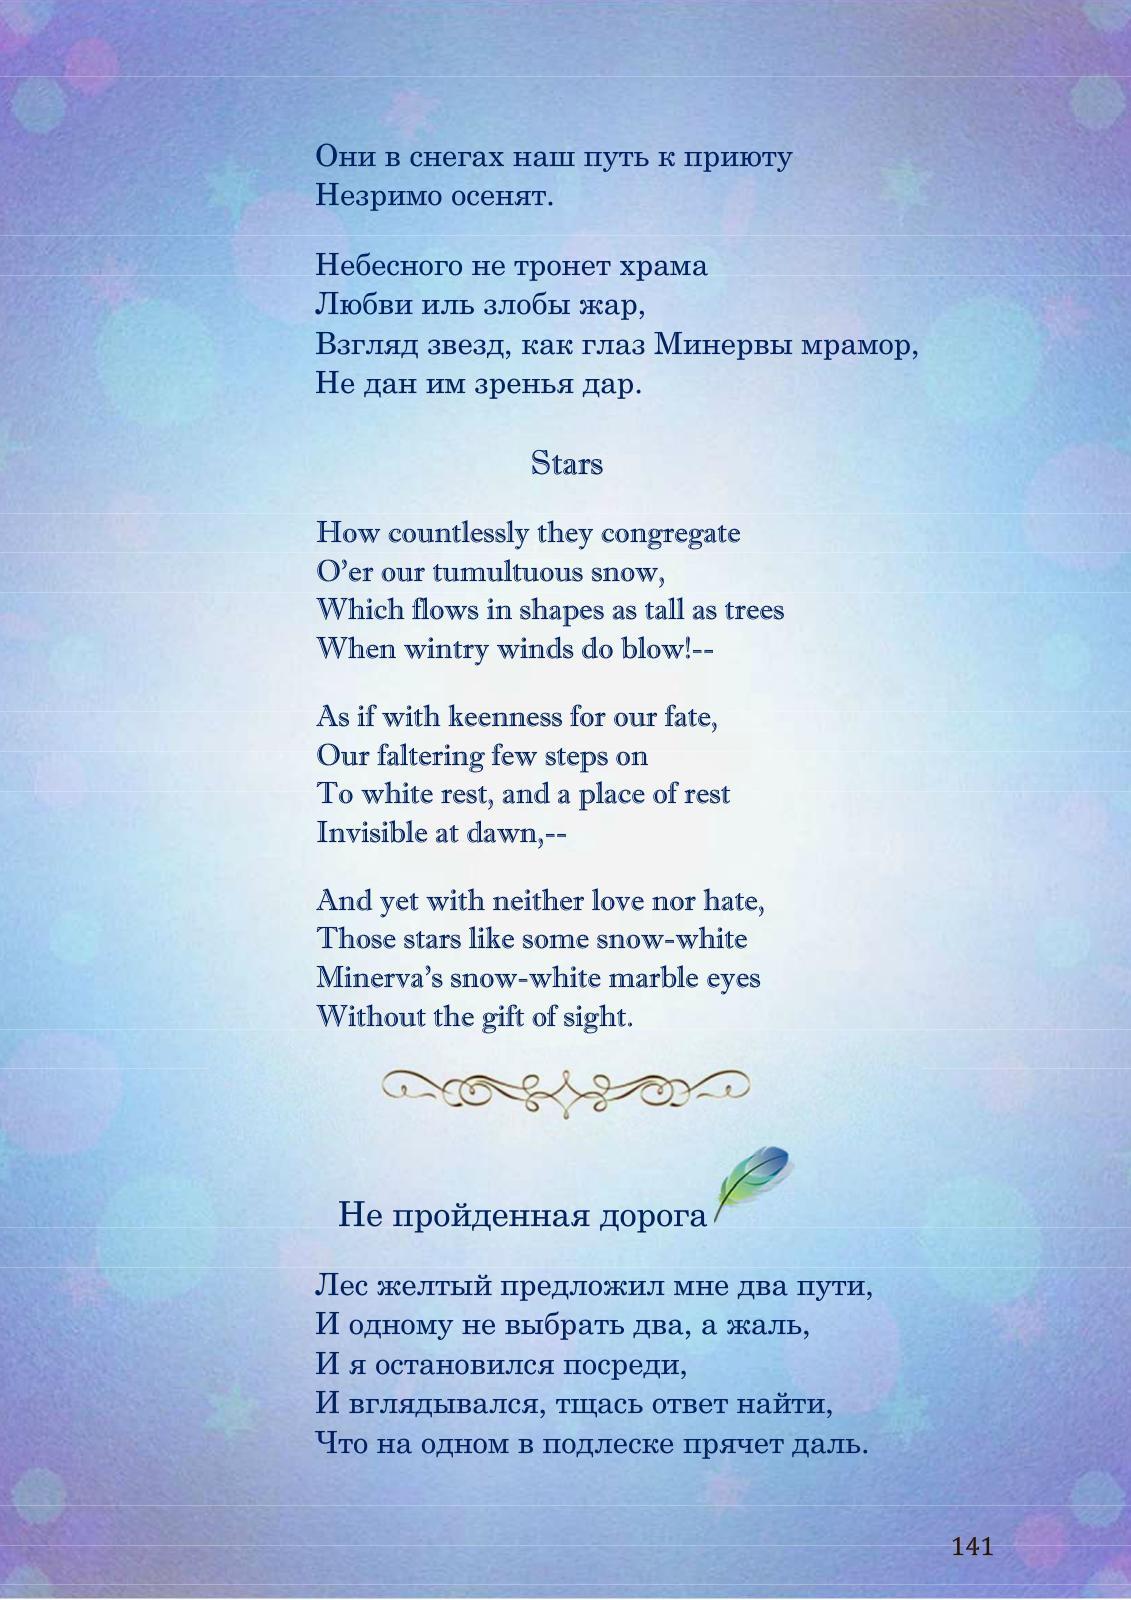 Они в снегах наш путь к приюту
Незримо осенят.
Небесного не тронет храма
Любви иль злобы жар,
Взгляд звезд, как глаз Минервы мрамор,
Не дан им зренья дар.
Stars
How countlessly they congregate
O’er our tumultuous snow,
Which flows in shapes as tall as trees
When wintry winds do blow!--
As if with keenness for our fate,
Our faltering few steps on
To white rest, and a place of rest
Invisible at dawn,--
And yet with neither love nor hate,
Those stars like some snow-white
Minerva’s snow-white marble eyes
Without the gift of sight.
Не пройденная дорога
Лес желтый предложил мне два пути,
И одному не выбрать два, а жаль,
И я остановился посреди,
И вглядывался, тщась ответ найти,
Что на одном в подлеске прячет даль.
141